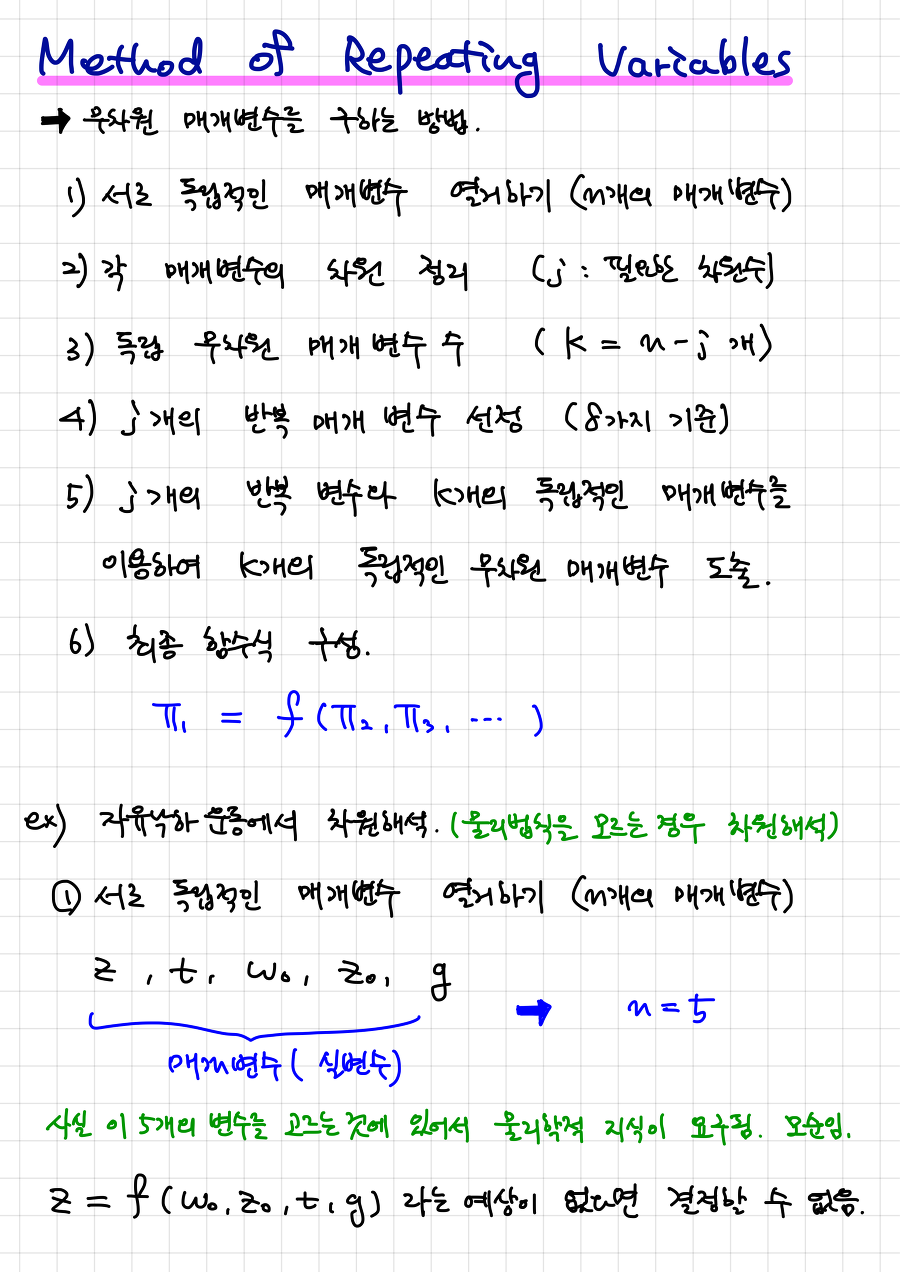 Method of Repeating Variables
➡ 무차원 매개변수를 구하는 방법.
1) 서로 독립적인 매개변수 열거하기 (n개의 매개변수)
2) 각 매개변수의 차원 정리 (j : 필요한 차원수)
3) 독립 무차원 매개변수 수 (k = n - j 개)
4) j개의 반복 매개 변수 선정 (8가지 기준)
5) j개의 반복 변수와 k개의 독립적인 매개변수를
이용하여 k개의 독립적인 무차원 매개변수 도출.
6) 최종 함수식 구성.
π₁ = f(π₂, π₃, ⋯ )
ex) 자유낙하 운동에서 차원해석. (물리법칙을 모르는 경우 차원해석)
① 서로 독립적인 매개변수 열거하기 (n개의 매개변수)
z , t, w₀, z₀, g ➡ n = 5
매개변수 ( 실변수)
사실 이 5개의 변수를 고르는 것에 있어서 물리학적 지식이 요구됨. 모순임.
z = f(w₀, z₀, t, g) 라는 예상이 없다면 결정할 수 없음.